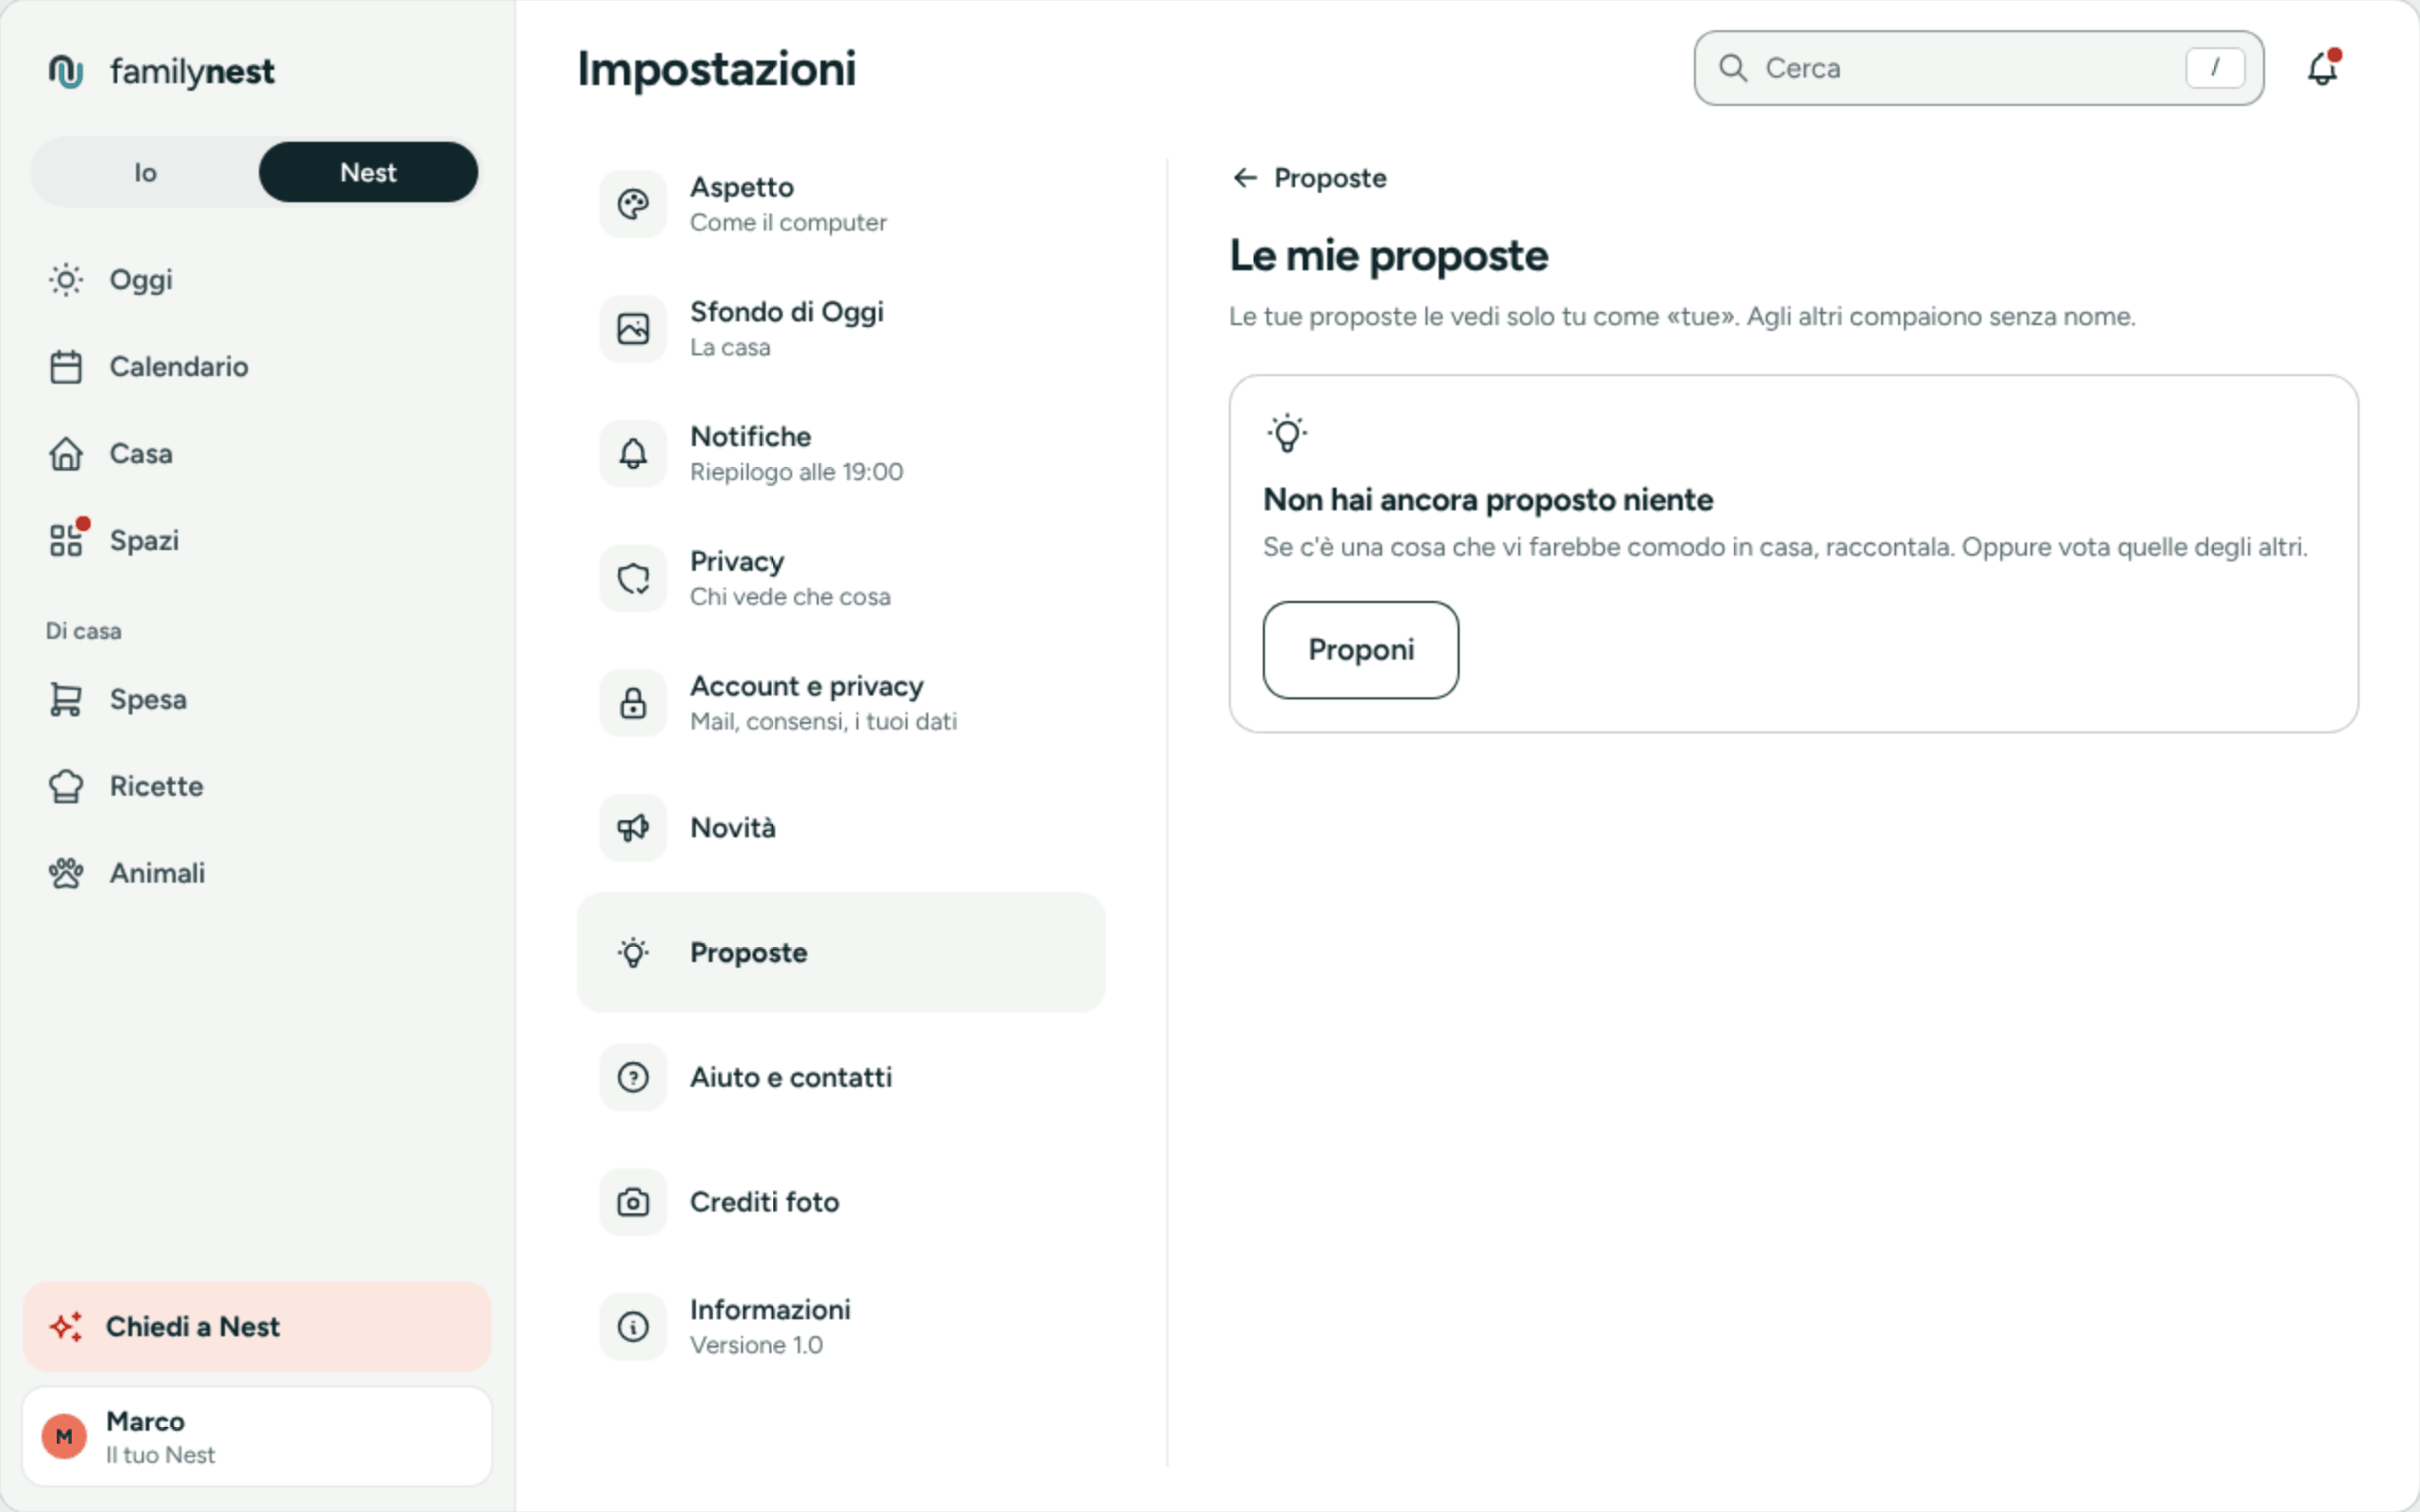 familynest
Io
Nest
Oggi
Calendario
Casa
Spazi
Di casa
Spesa
Ricette
Animali
Chiedi a Nest
M
Marco
Il tuo Nest
Impostazioni
Cerca
/
Aspetto
Come il computer
Sfondo di Oggi
La casa
Notifiche
Riepilogo alle 19:00
Privacy
Chi vede che cosa
Account e privacy
Mail, consensi, i tuoi dati
Novità
Proposte
Aiuto e contatti
Crediti foto
Informazioni
Versione 1.0
← Proposte
Le mie proposte
Le tue proposte le vedi solo tu come «tue». Agli altri compaiono senza nome.
Non hai ancora proposto niente
Se c'è una cosa che vi farebbe comodo in casa, raccontala. Oppure vota quelle degli altri.
Proponi